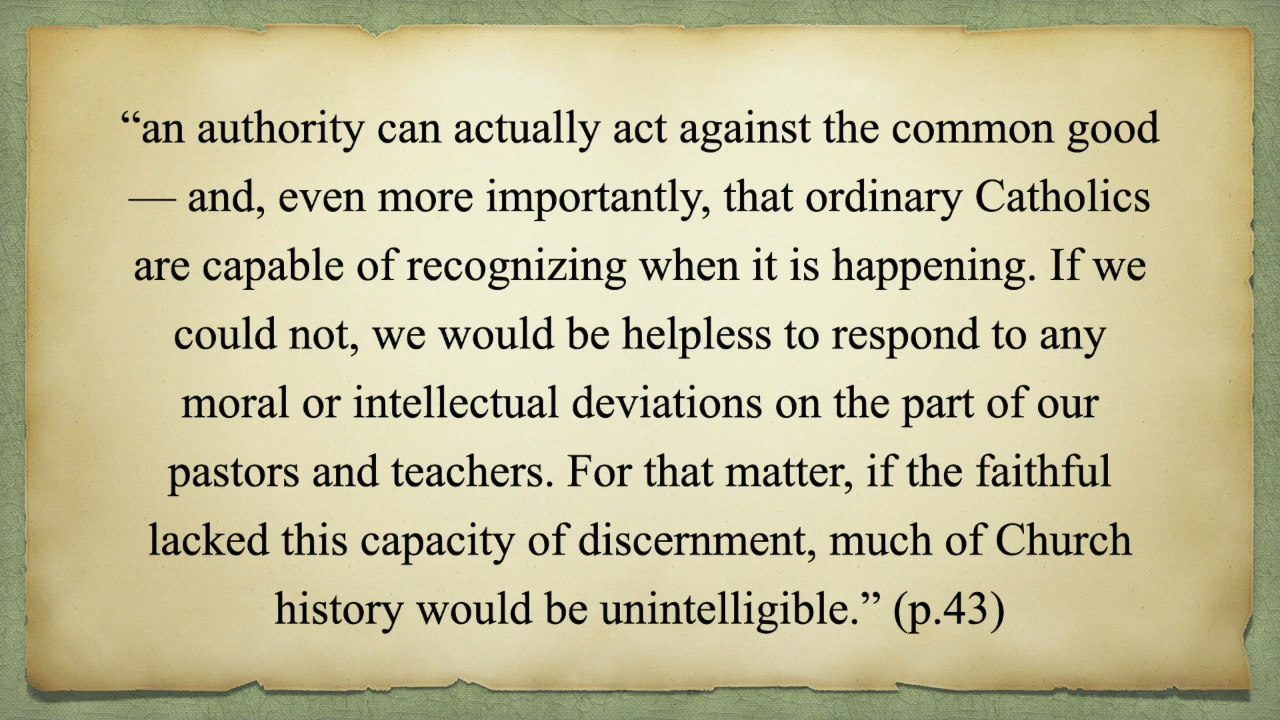 “an authority can actually act against the common good
— and, even more importantly, that ordinary Catholics
are capable of recognizing when it is happening. If we
could not, we would be helpless to respond to any
moral or intellectual deviations on the part of our
pastors and teachers. For that matter, if the faithful
lacked this capacity of discernment, much of Church
history would be unintelligible.” (p.43)